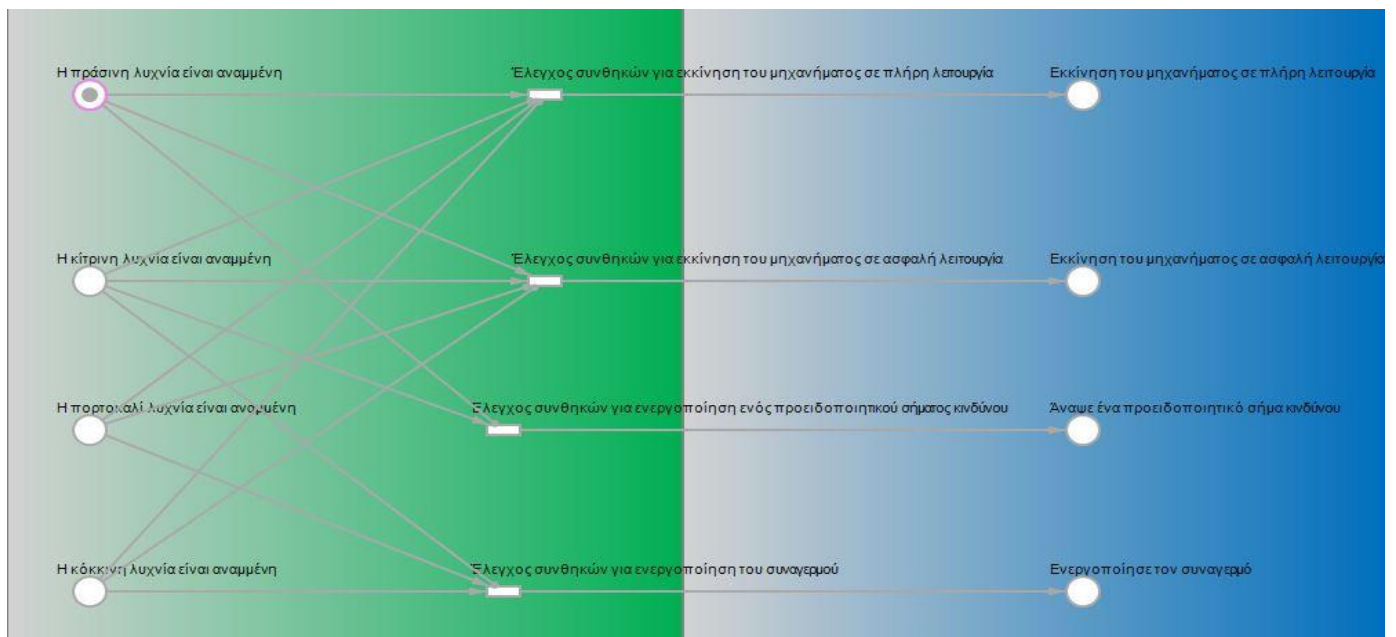 Η πράσινη λυχνία είναι αναμμένη
Έλεγχος συνθηκών για εκκίνηση του μηχανήματος σε πλήρη λειτουργία
Εκκίνηση του μηχανήματος σε πλήρη λειτουργία
Η κίτρινη λυχνία είναι αναμμένη
Έλεγχος συνθηκών για εκκίνηση του μηχανήματος σε ασφαλή λειτουργία
Εκκίνηση του μηχανήματος σε ασφαλή λειτουργία
Η πορτοκαλί λυχνία είναι αναμμένη
Έλεγχος συνθηκών για ενεργοποίηση ενός προειδοποιητικού σήματος κινδύνου
Άναψε ένα προειδοποιητικό σήμα κινδύνου
Η κόκκινη λυχνία είναι αναμμένη
Έλεγχος συνθηκών για ενεργοποίηση του συναγερμού
Ενεργοποίησε τον συναγερμό